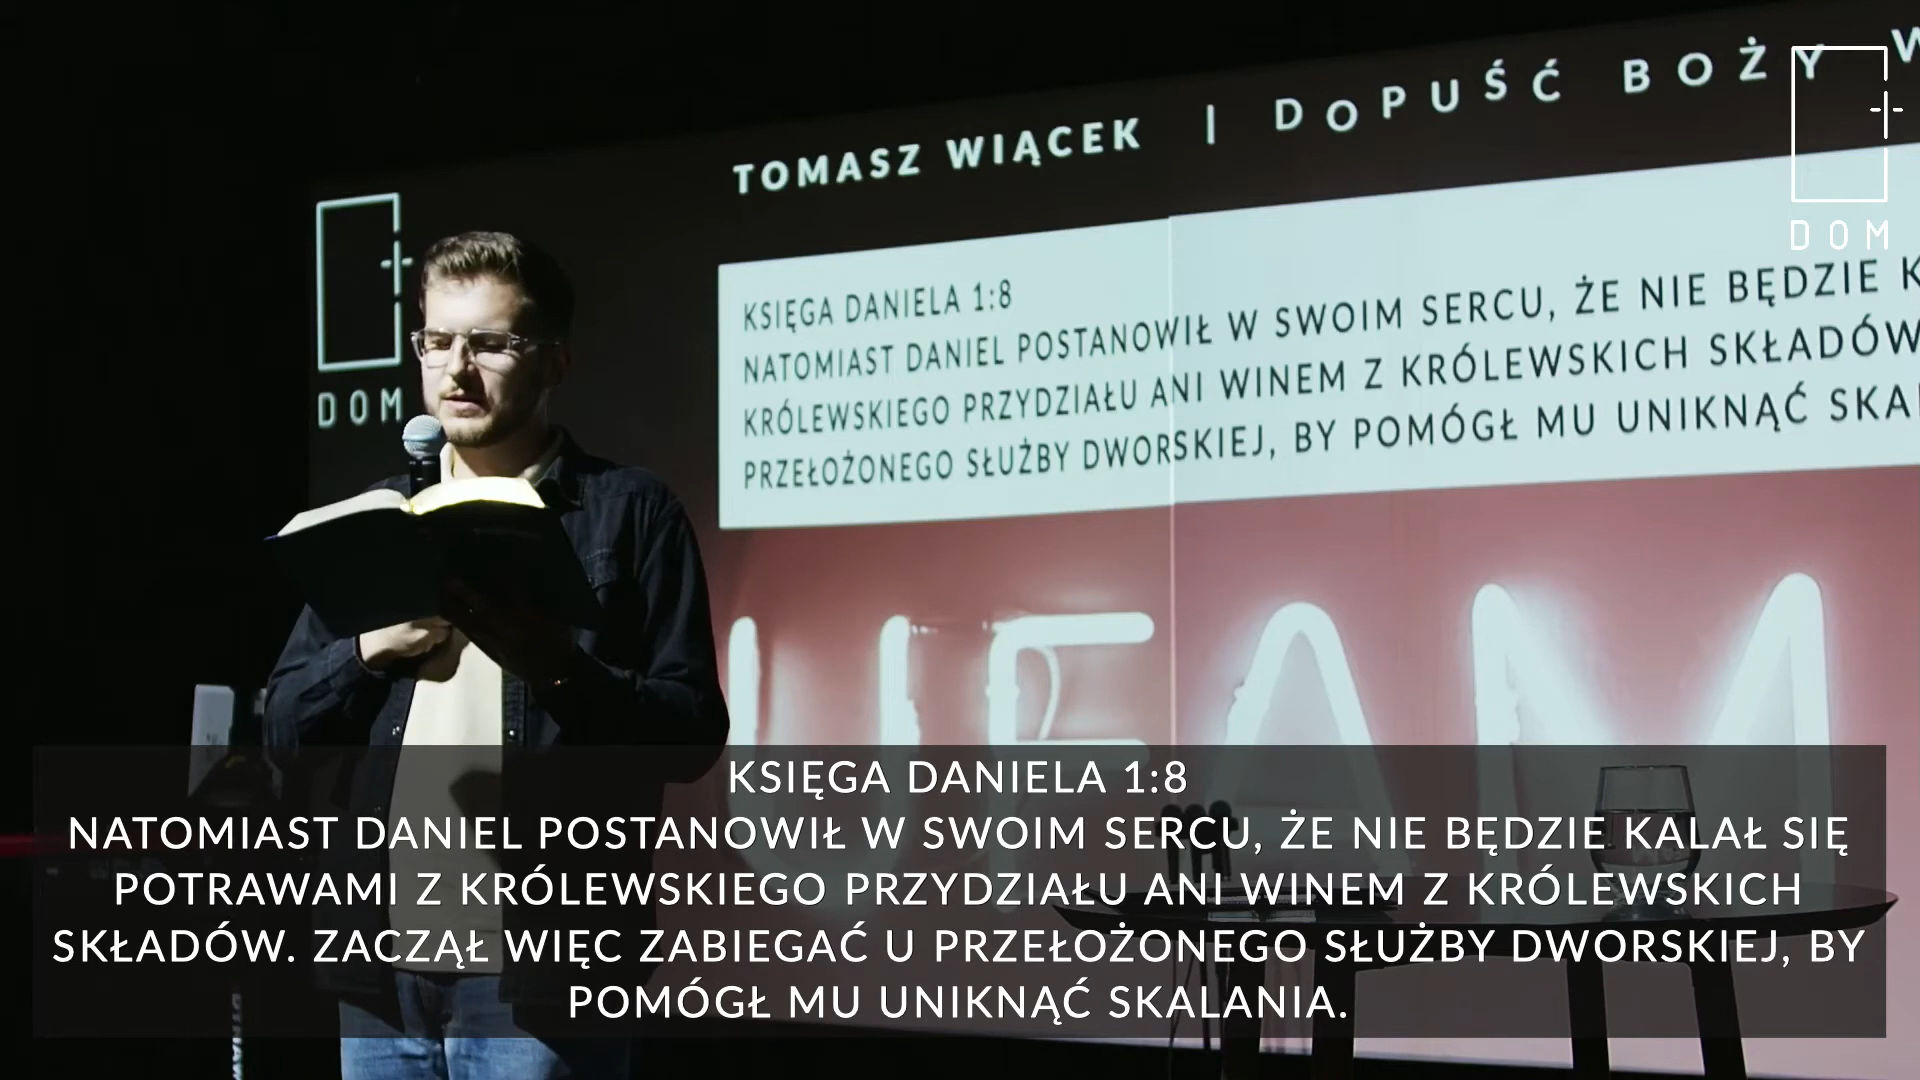 TOMASZ WIĄCEK | DOPUŚĆ BOŻY
DOM
DOM
KSIĘGA DANIELA 1:8
NATOMIAST DANIEL POSTANOWIŁ W SWOIM SERCU, ŻE NIE BĘDZIE
KRÓLEWSKIEGO PRZYDZIAŁU ANI WINEM Z KRÓLEWSKICH SKŁADÓW
PRZEŁOŻONEGO SŁUŻBY DWORSKIEJ, BY POMÓGŁ MU UNIKNĄĆ
UFAM
KSIĘGA DANIELA 1:8
NATOMIAST DANIEL POSTANOWIŁ W SWOIM SERCU, ŻE NIE BĘDZIE KALAŁ SIĘ
POTRAWAMI Z KRÓLEWSKIEGO PRZYDZIAŁU ANI WINEM Z KRÓLEWSKICH
SKŁADÓW. ZACZĄŁ WIĘC ZABIEGAĆ U PRZEŁOŻONEGO SŁUŻBY DWORSKIEJ, BY
POMÓGŁ MU UNIKNĄĆ SKALANIA.